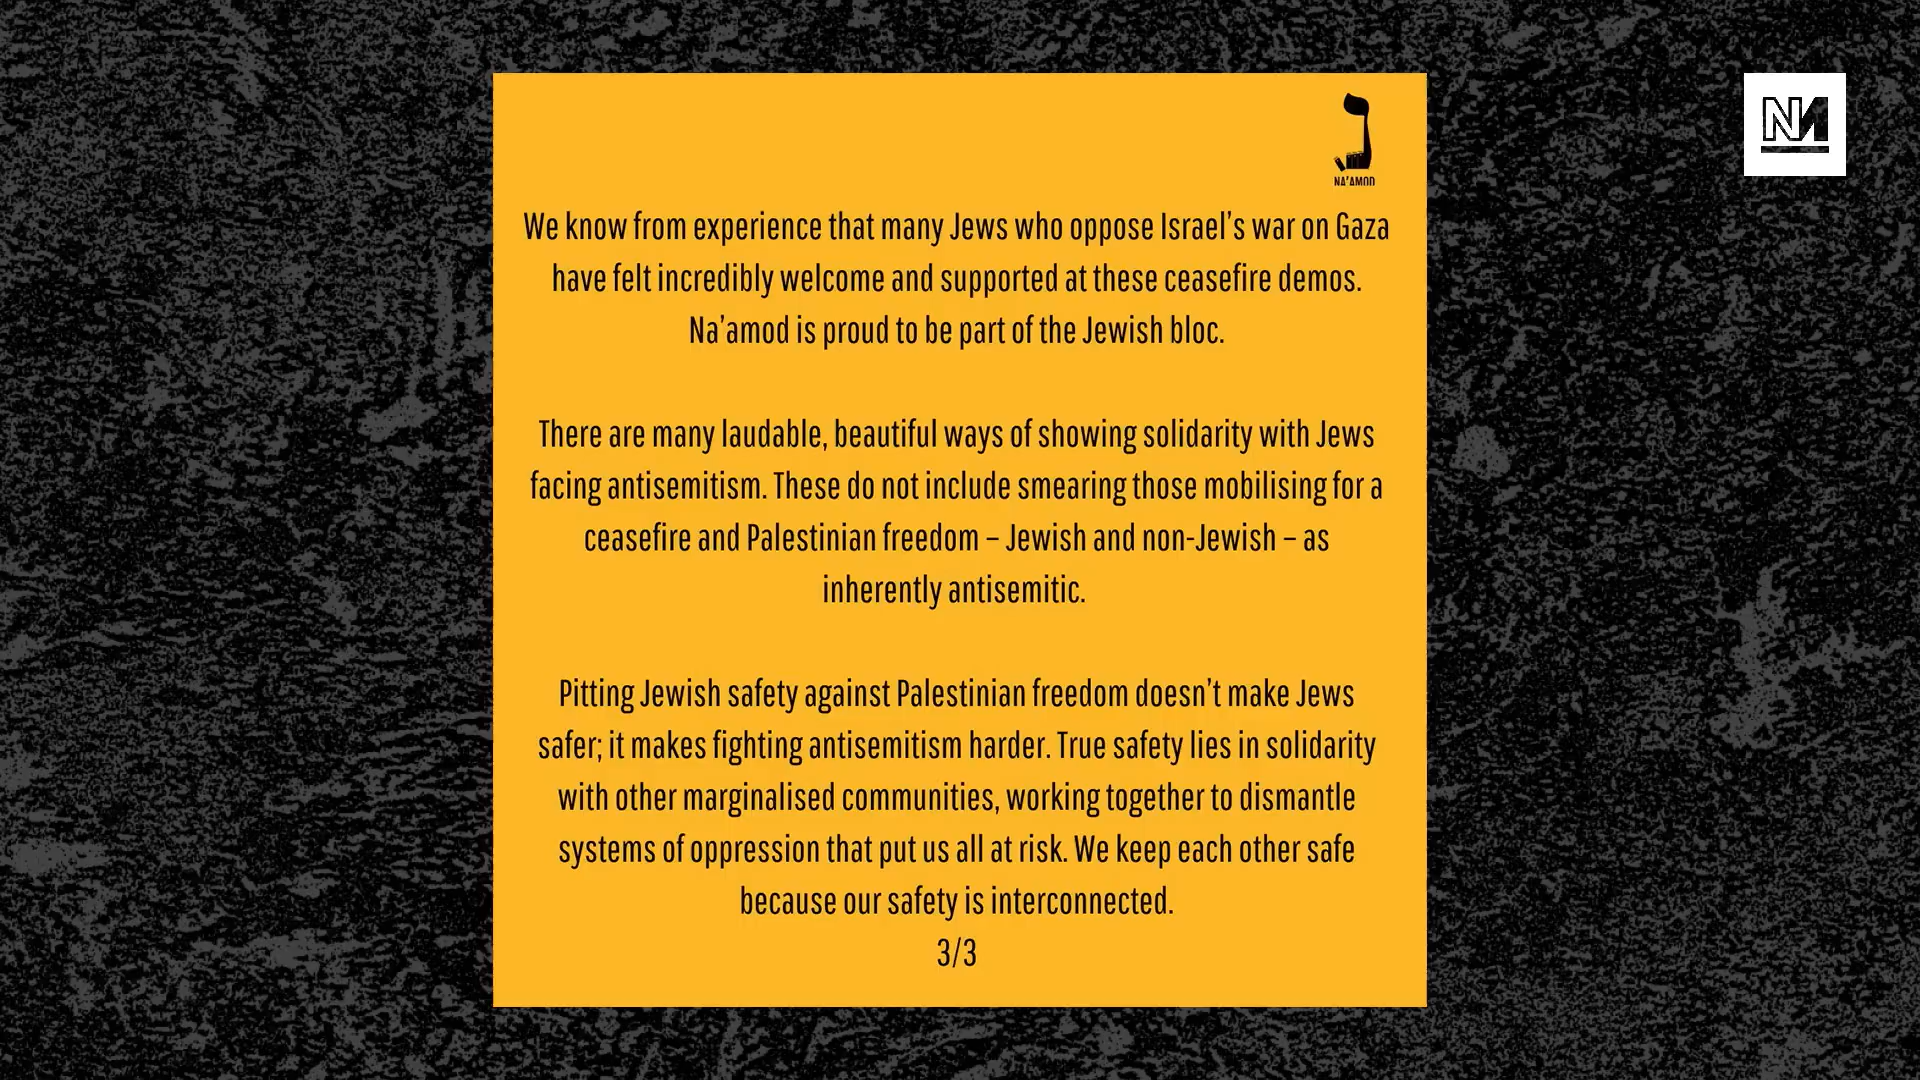 NM
NA'AMOD
We know from experience that many Jews who oppose Israel's war on Gaza
have felt incredibly welcome and supported at these ceasefire demos.
Na'amod is proud to be part of the Jewish bloc.
There are many laudable, beautiful ways of showing solidarity with Jews
facing antisemitism. These do not include smearing those mobilising for a
ceasefire and Palestinian freedom – Jewish and non-Jewish – as
inherently antisemitic.
Pitting Jewish safety against Palestinian freedom doesn't make Jews
safer; it makes fighting antisemitism harder. True safety lies in solidarity
with other marginalised communities, working together to dismantle
systems of oppression that put us all at risk. We keep each other safe
because our safety is interconnected.
3/3